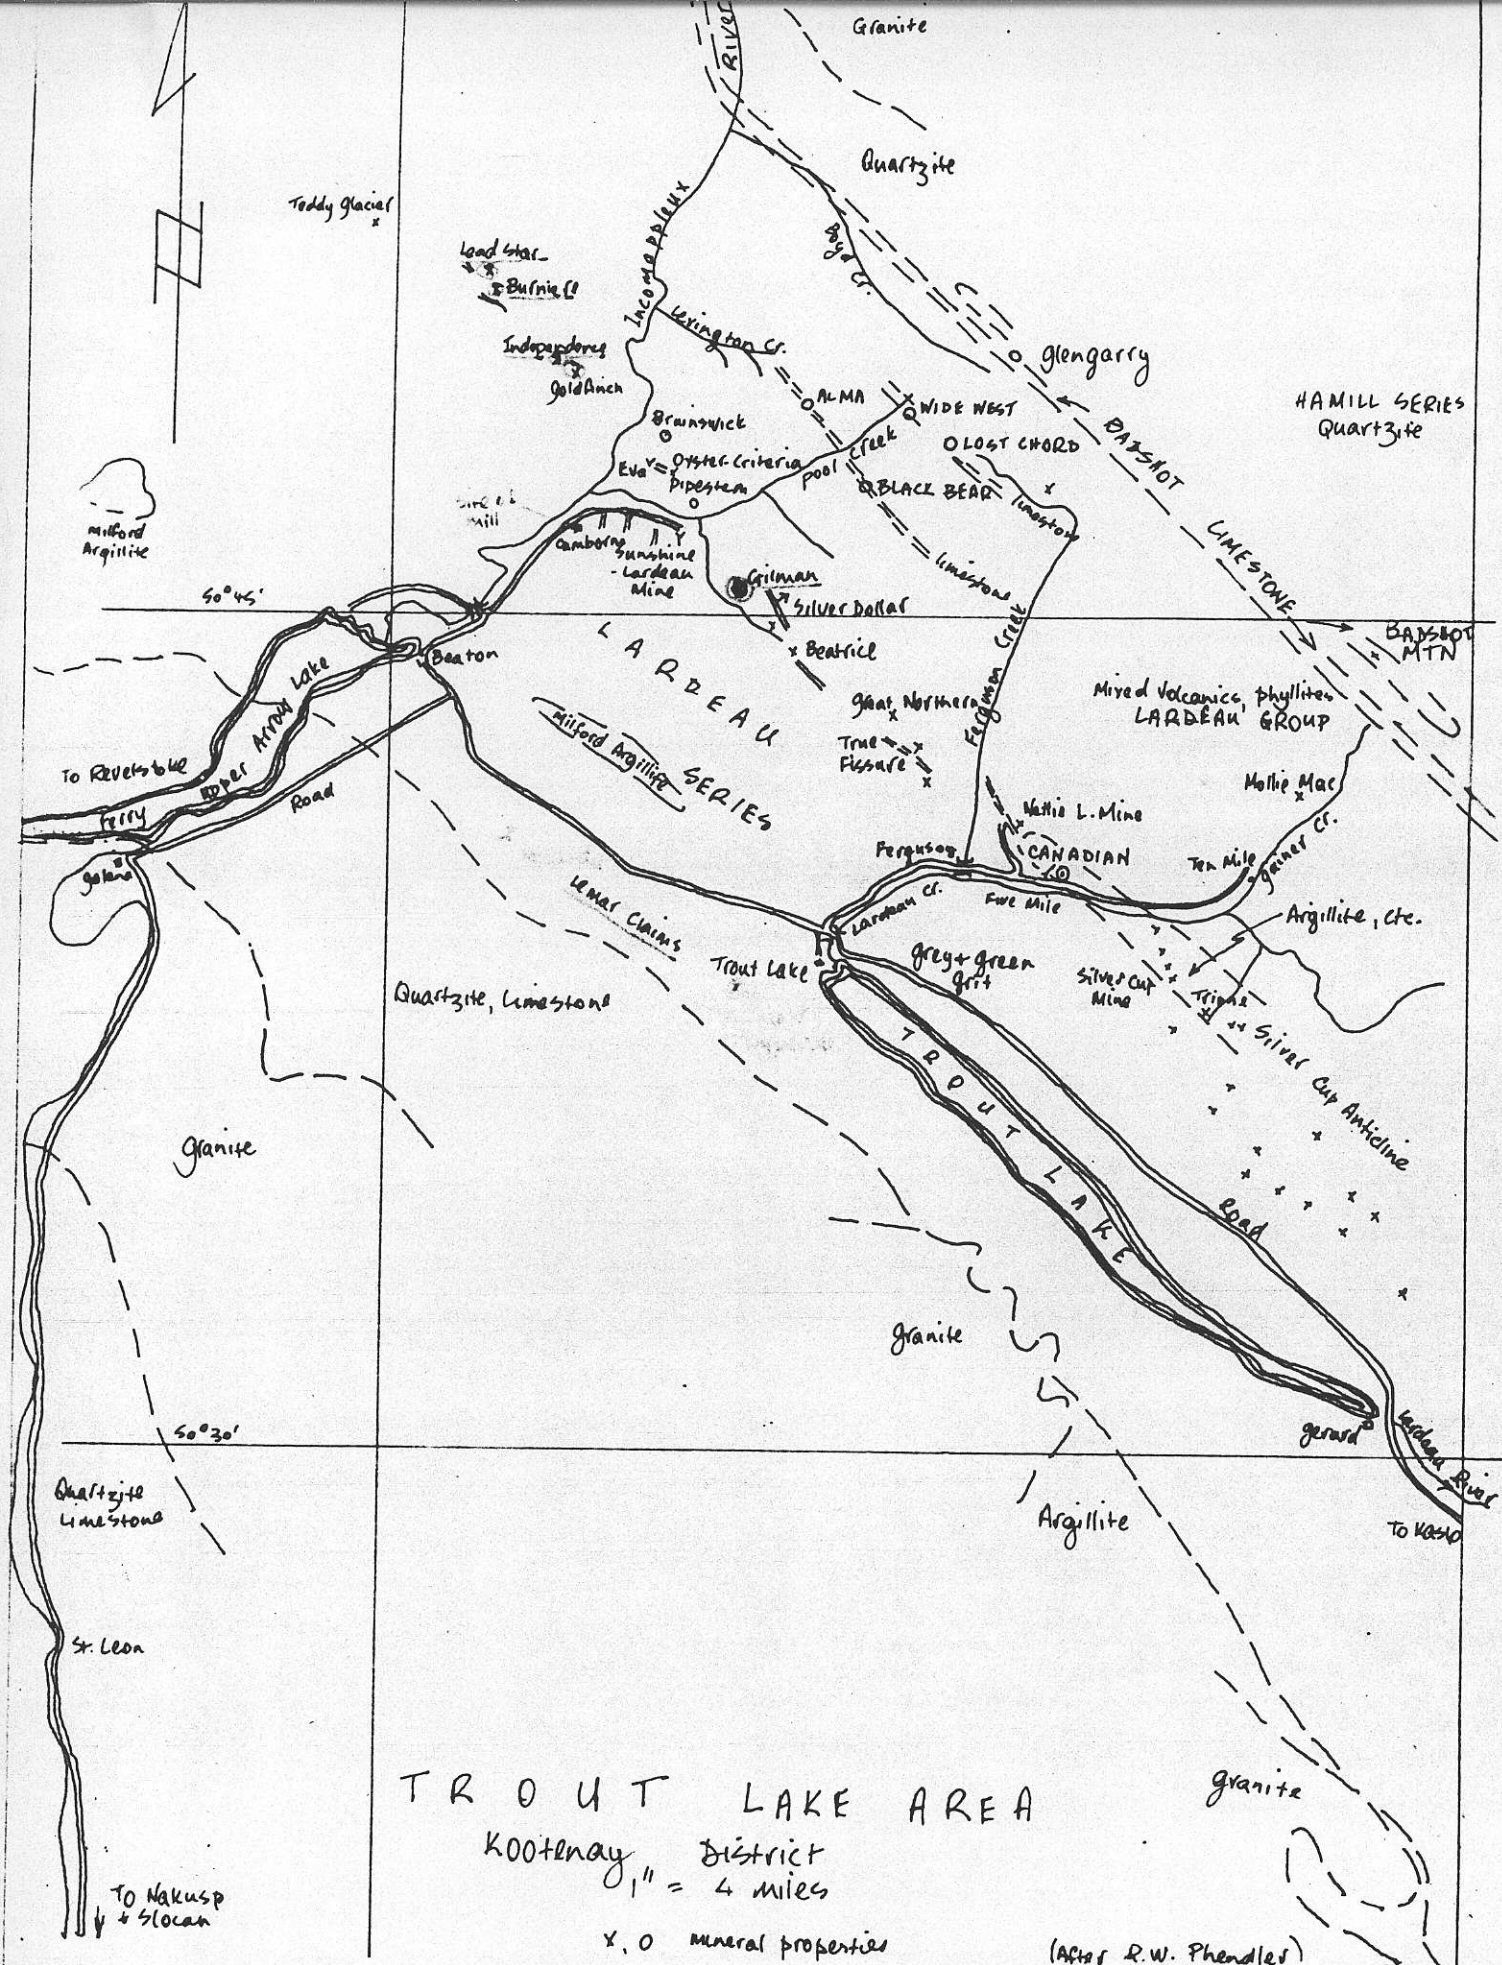 RIVER
Granite
Quartzite
Teddy Glacier
Lead Star
Burniere
Incomappleux
Boyd Cr.
Lexington Cr.
Independence
Goldfinch
Glengarry
HAMILL SERIES
Quartzite
ALMA
WIDE WEST
BADSHOT
LIMESTONE
Brunswick
LOST CHORD
Eva
Oyster-Criteria
Pipestem
Pool Creek
BLACK BEAR
limestone
Milford
Argillite
Site of
Mill
Camborne
Sunshine
-Lardeau
Mine
Gilman
Silver Dollar
limestone
50°45'
Beaton
Beatrice
BADSHOT
MTN
LARDEAU
SERIES
Upper Arrow Lake
Great Northern
Ferguson Creek
Mixed Volcanics, phyllites
LARDEAU GROUP
Milford Argillite
True
Fissure
To Revelstoke
Ferry
Road
Mollie Mac
Nettie L. Mine
Ferguson
CANADIAN
Ten Mile
Gainer Cr.
Galena
Lemar Claims
Lardeau Cr.
Five Mile
Argillite, etc.
Trout Lake
grey + green
Grit
Silver Cup
Mine
Triune
Quartzite, Limestone
Silver Cup Anticline
TROUT LAKE
granite
Road
granite
50°30'
Gerard
Lardeau River
To Kaslo
Quartzite
Limestone
Argillite
St. Leon
granite
TROUT LAKE AREA
Kootenay District
1" = 4 miles
To Nakusp
+ Slocan
x, o mineral properties
(After R.W. Phendler)